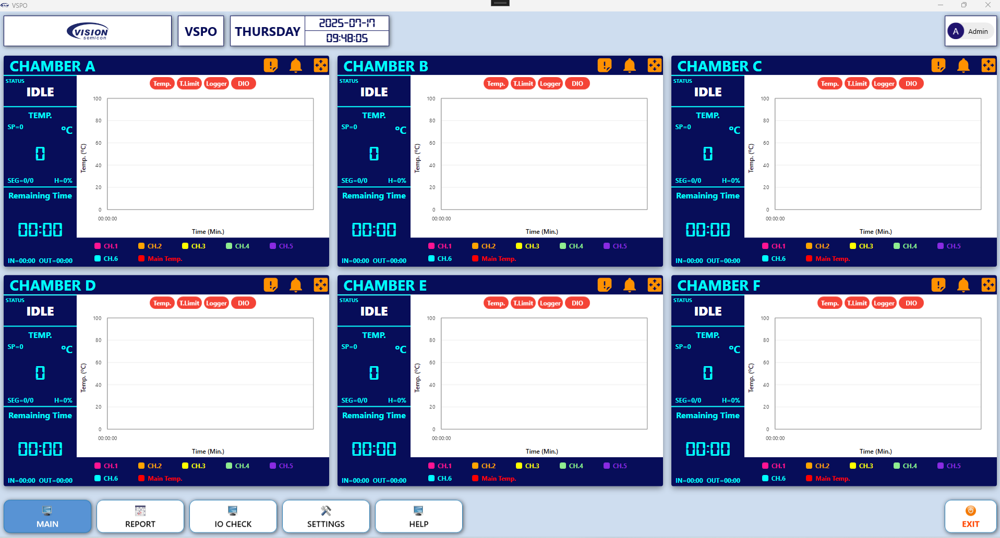 VSPO
VISION
semicon
VSPO
THURSDAY
2025-07-17
09:48:05
A
Admin
CHAMBER A
STATUS
IDLE
TEMP.
SP=0
ºC
0
SEG=0/0 H=0%
Remaining Time
00:00
IN=00:00 OUT=00:00
Temp. T.Limit Logger DIO
100
80
60
40
20
0
Temp. (ºC)
00:00:00
Time (Min.)
CH.1 CH.2 CH.3 CH.4 CH.5
CH.6 Main Temp.
CHAMBER B
STATUS
IDLE
TEMP.
SP=0
ºC
0
SEG=0/0 H=0%
Remaining Time
00:00
IN=00:00 OUT=00:00
Temp. T.Limit Logger DIO
100
80
60
40
20
0
Temp. (ºC)
00:00:00
Time (Min.)
CH.1 CH.2 CH.3 CH.4 CH.5
CH.6 Main Temp.
CHAMBER C
STATUS
IDLE
TEMP.
SP=0
ºC
0
SEG=0/0 H=0%
Remaining Time
00:00
IN=00:00 OUT=00:00
Temp. T.Limit Logger DIO
100
80
60
40
20
0
Temp. (ºC)
00:00:00
Time (Min.)
CH.1 CH.2 CH.3 CH.4 CH.5
CH.6 Main Temp.
CHAMBER D
STATUS
IDLE
TEMP.
SP=0
ºC
0
SEG=0/0 H=0%
Remaining Time
00:00
IN=00:00 OUT=00:00
Temp. T.Limit Logger DIO
100
80
60
40
20
0
Temp. (ºC)
00:00:00
Time (Min.)
CH.1 CH.2 CH.3 CH.4 CH.5
CH.6 Main Temp.
CHAMBER E
STATUS
IDLE
TEMP.
SP=0
ºC
0
SEG=0/0 H=0%
Remaining Time
00:00
IN=00:00 OUT=00:00
Temp. T.Limit Logger DIO
100
80
60
40
20
0
Temp. (ºC)
00:00:00
Time (Min.)
CH.1 CH.2 CH.3 CH.4 CH.5
CH.6 Main Temp.
CHAMBER F
STATUS
IDLE
TEMP.
SP=0
ºC
0
SEG=0/0 H=0%
Remaining Time
00:00
IN=00:00 OUT=00:00
Temp. T.Limit Logger DIO
100
80
60
40
20
0
Temp. (ºC)
00:00:00
Time (Min.)
CH.1 CH.2 CH.3 CH.4 CH.5
CH.6 Main Temp.
MAIN
REPORT
IO CHECK
SETTINGS
HELP
EXIT